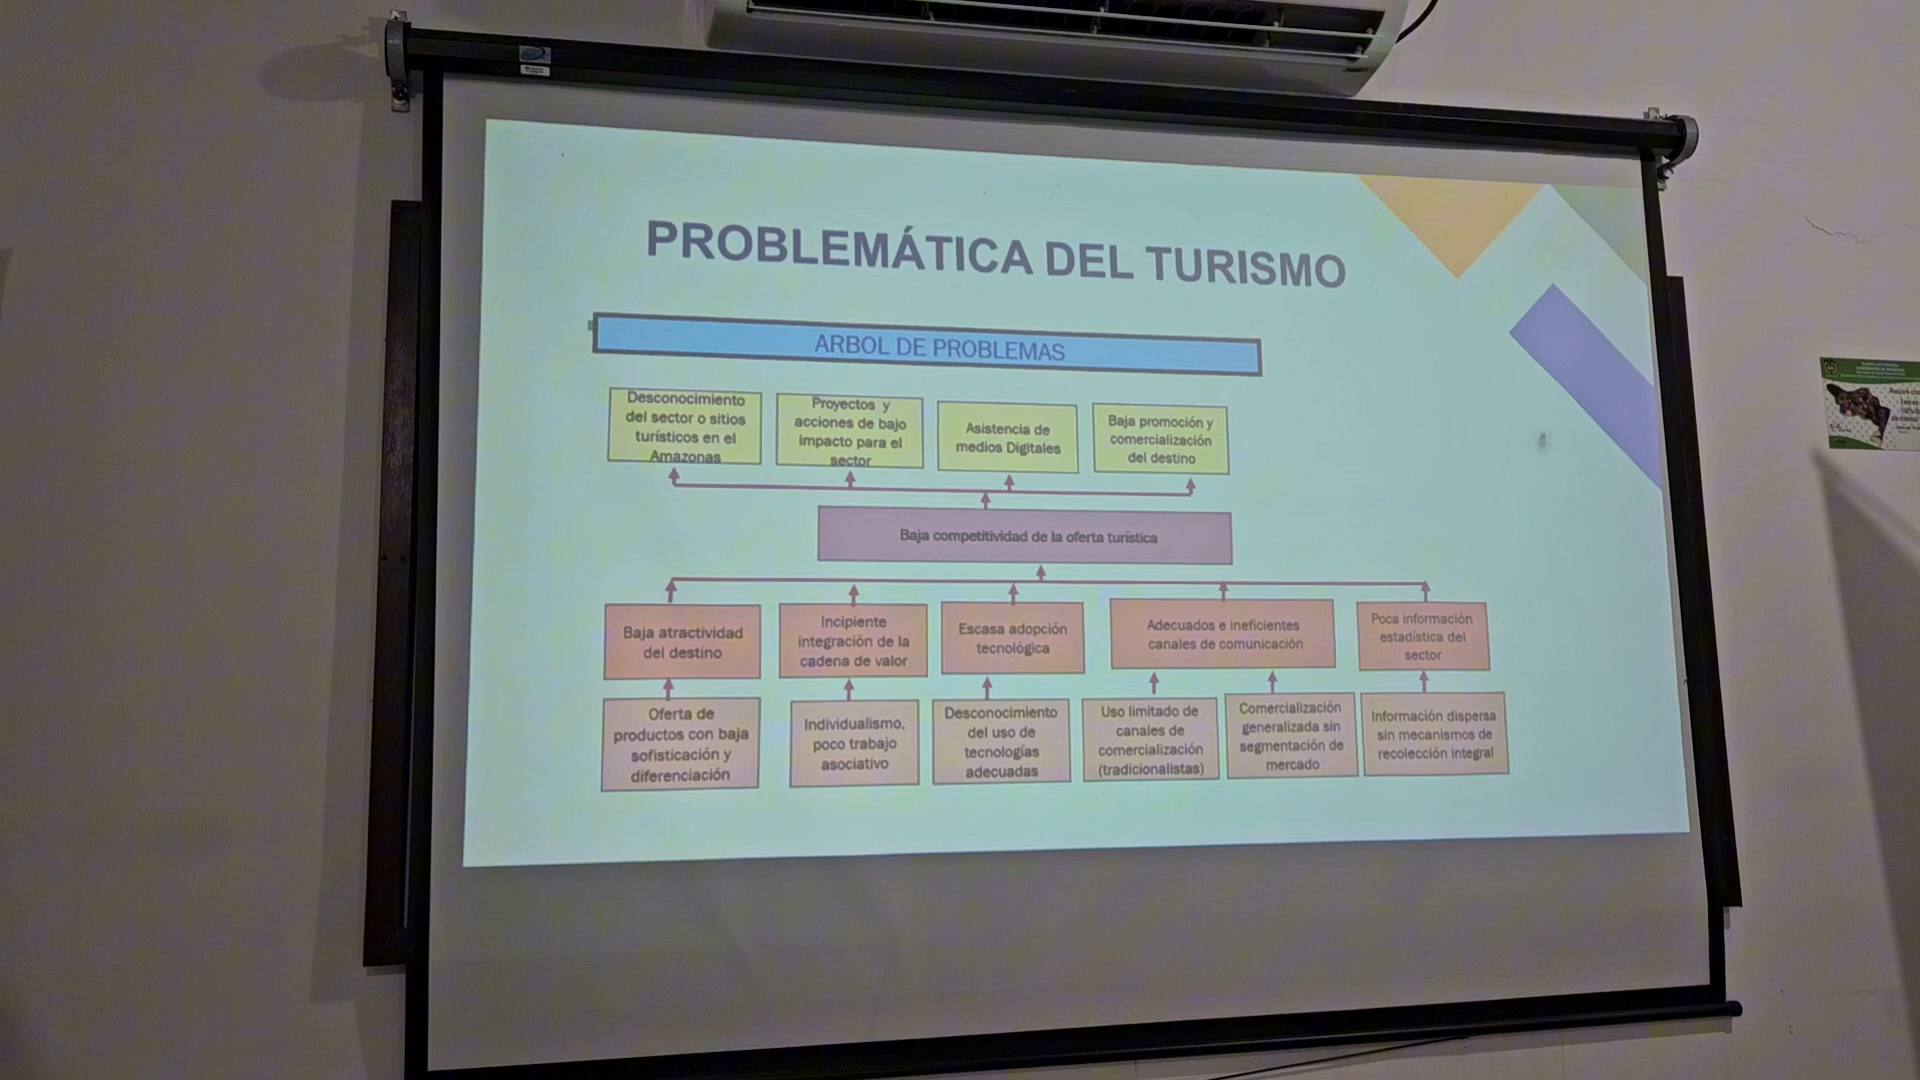 PROBLEMÁTICA DEL TURISMO
ARBOL DE PROBLEMAS
Desconocimiento
del sector o sitios
turísticos en el
Amazonas
Proyectos y
acciones de bajo
impacto para el
sector
Asistencia de
medios Digitales
Baja promoción y
comercialización
del destino
Baja competitividad de la oferta turística
Baja atractividad
del destino
Incipiente
integración de la
cadena de valor
Escasa adopción
tecnológica
Adecuados e ineficientes
canales de comunicación
Poca información
estadística del
sector
Oferta de
productos con baja
sofisticación y
diferenciación
Individualismo,
poco trabajo
asociativo
Desconocimiento
del uso de
tecnologías
adecuadas
Uso limitado de
canales de
comercialización
(tradicionalistas)
Comercialización
generalizada sin
segmentación de
mercado
Información dispersa
sin mecanismos de
recolección integral